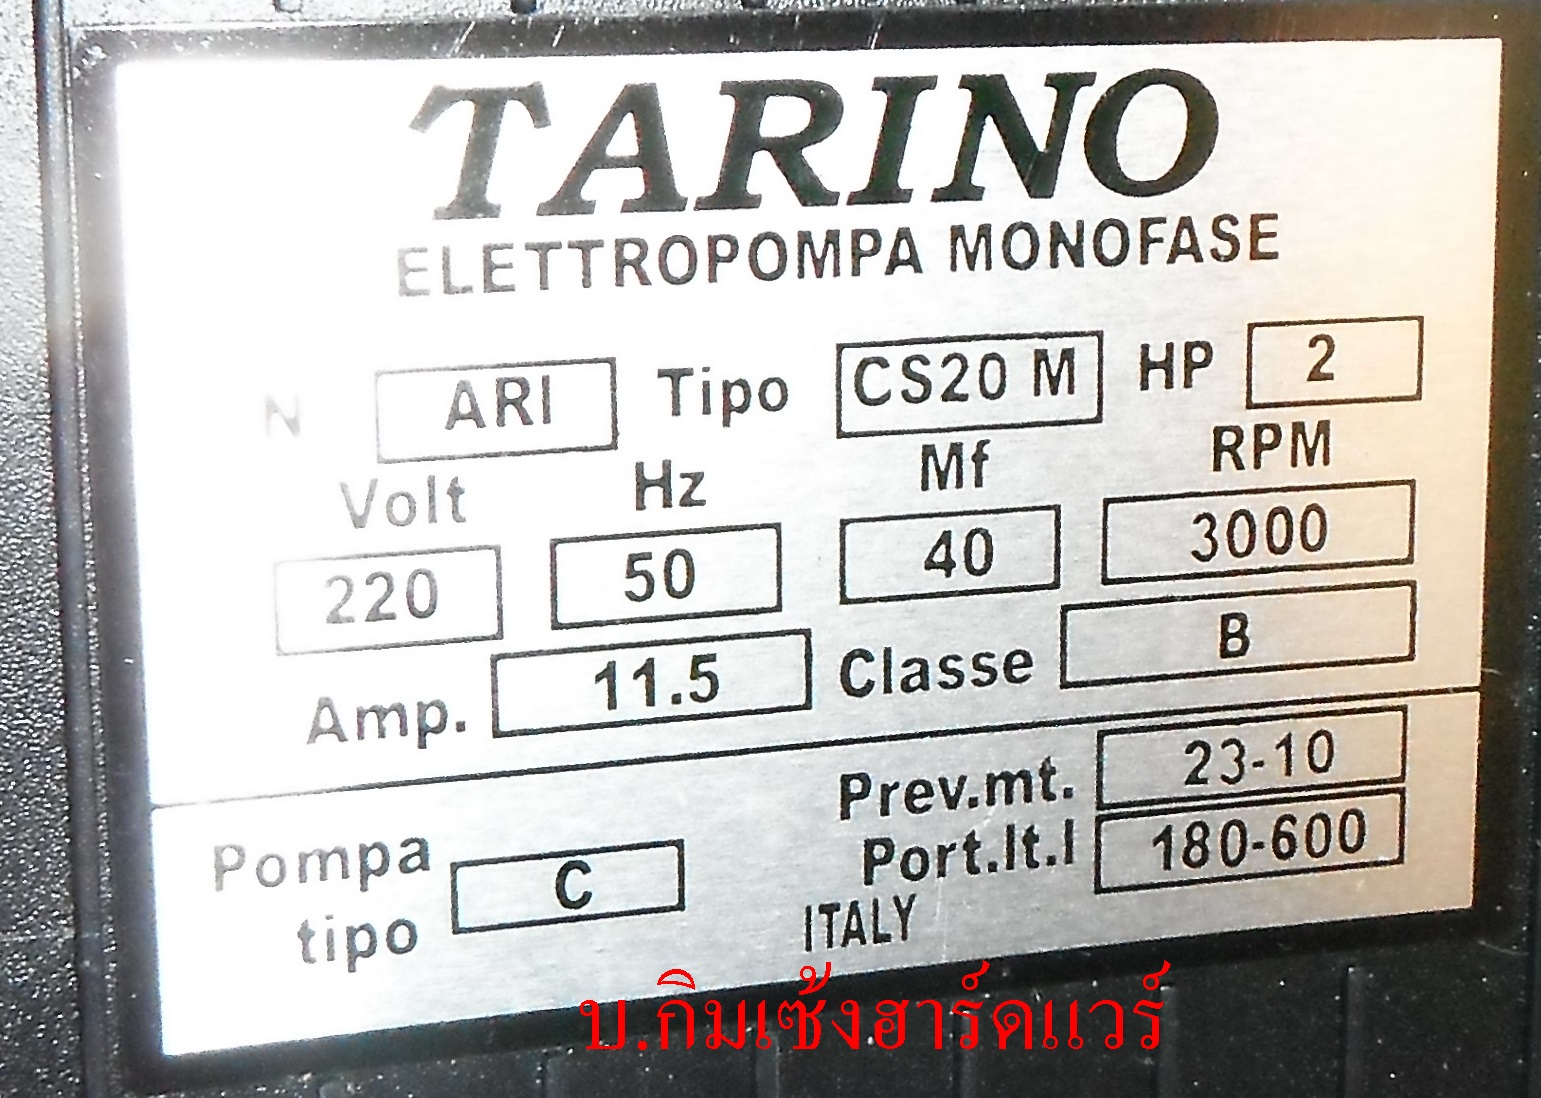 TARINO
ELETTROPOMPA MONOFASE
N ARI Tipo CS20 M HP 2
Volt Hz Mf RPM
220 50 40 3000
Amp. 11.5 Classe B
Prev.mt. 23-10
Pompa tipo C Port.lt.l 180-600
ITALY
บ.กิมเซ้งฮาร์ดแวร์